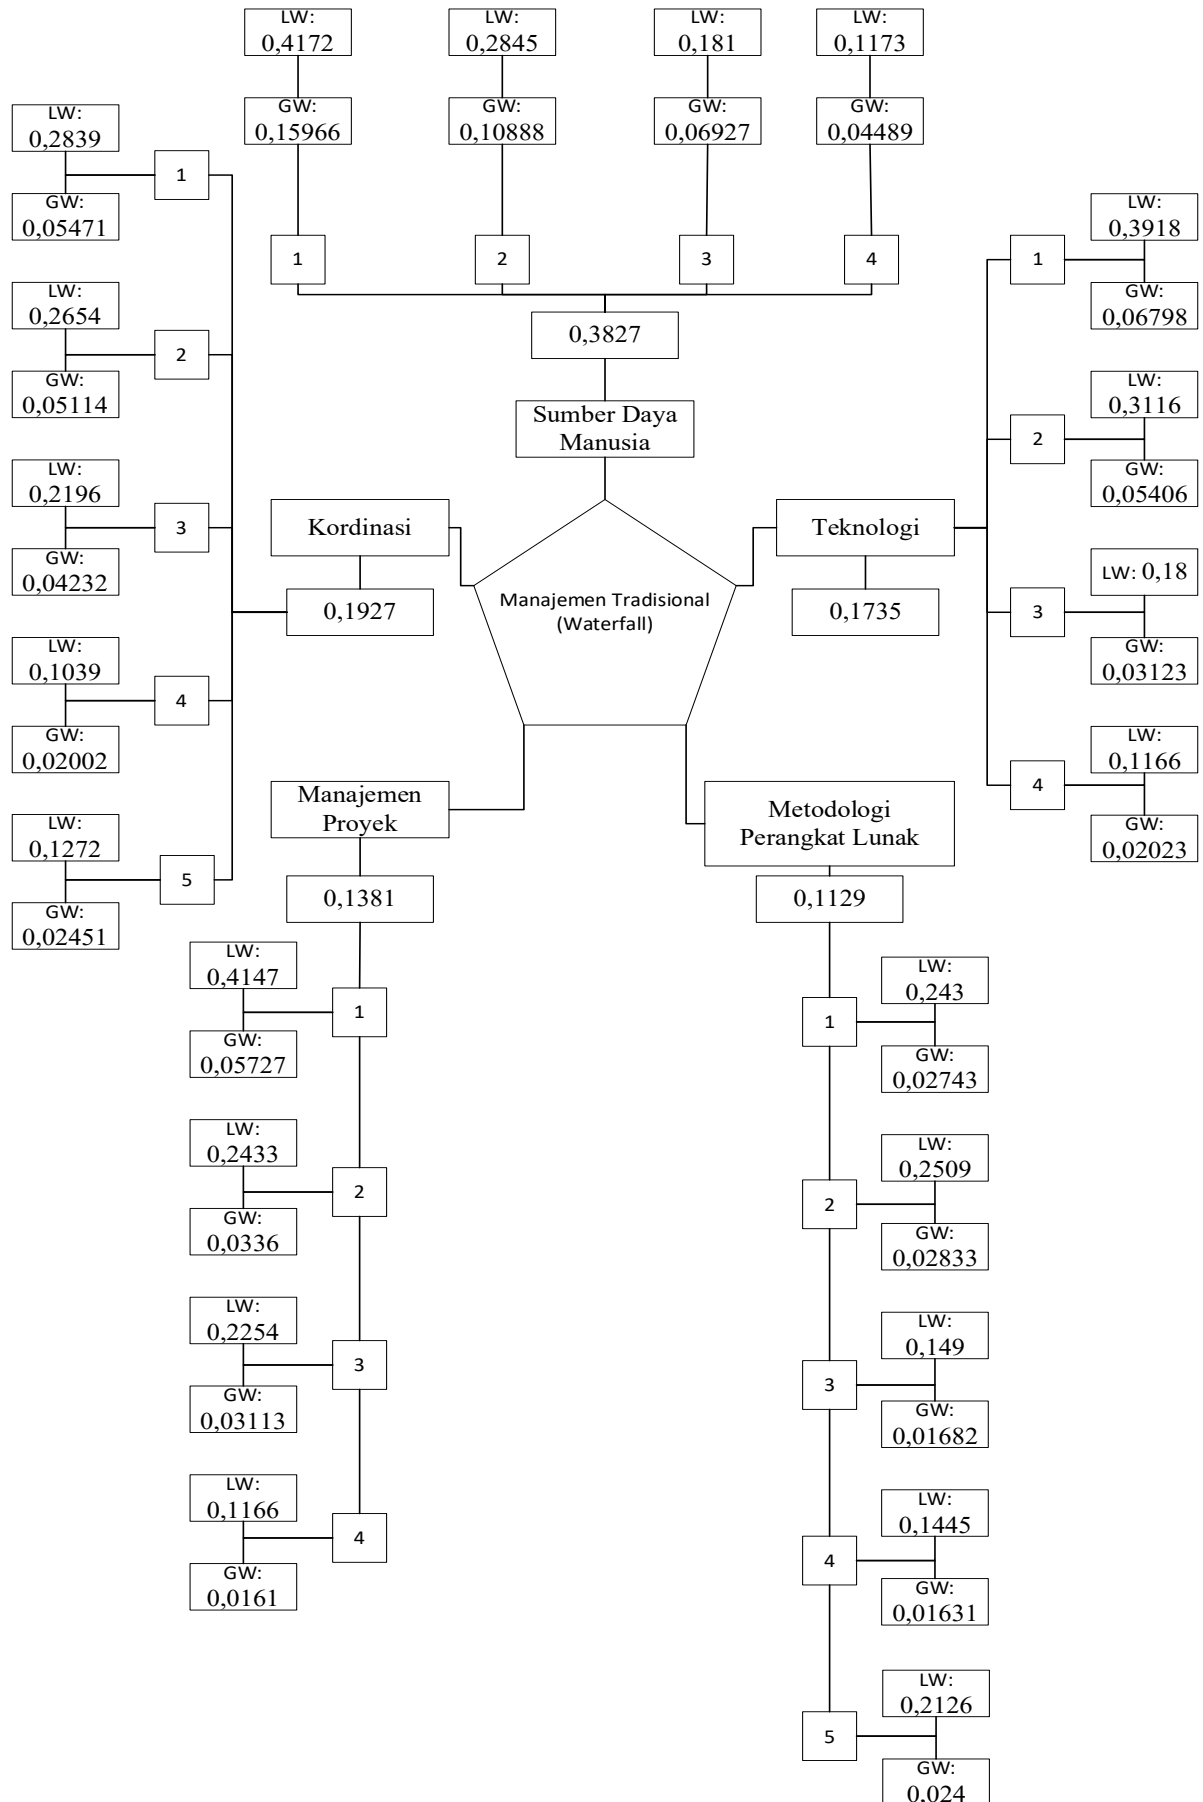 LW:
0,4172
GW:
0,15966
1
LW:
0,2845
GW:
0,10888
2
LW:
0,181
GW:
0,06927
3
LW:
0,1173
GW:
0,04489
4
0,3827
Sumber Daya
Manusia
LW:
0,2839
GW:
0,05471
1
LW:
0,2654
GW:
0,05114
2
LW:
0,2196
GW:
0,04232
3
LW:
0,1039
GW:
0,02002
4
LW:
0,1272
GW:
0,02451
5
Kordinasi
0,1927
Manajemen Tradisional
(Waterfall)
Teknologi
0,1735
1
LW:
0,3918
GW:
0,06798
2
LW:
0,3116
GW:
0,05406
3
LW: 0,18
GW:
0,03123
4
LW:
0,1166
GW:
0,02023
Manajemen
Proyek
0,1381
LW:
0,4147
GW:
0,05727
1
LW:
0,2433
GW:
0,0336
2
LW:
0,2254
GW:
0,03113
3
LW:
0,1166
GW:
0,0161
4
Metodologi
Perangkat Lunak
0,1129
1
LW:
0,243
GW:
0,02743
2
LW:
0,2509
GW:
0,02833
3
LW:
0,149
GW:
0,01682
4
LW:
0,1445
GW:
0,01631
5
LW:
0,2126
GW:
0,024